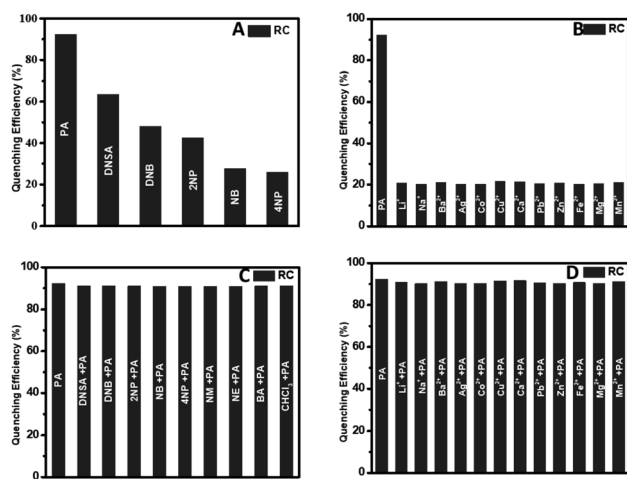 A
RC
Quenching Efficiency (%)
100
80
60
40
20
0
PA
DNSA
DNB
2NP
NB
4NP
B
RC
Quenching Efficiency (%)
100
80
60
40
20
0
PA
Li⁺
Na⁺
Ba²⁺
Ag²⁺
Co²⁺
Cu²⁺
Ca²⁺
Pb²⁺
Zn²⁺
Fe²⁺
Mg²⁺
Mn²⁺
C
RC
Quenching Efficiency (%)
100
80
60
40
20
0
PA
DNSA +PA
DNB +PA
2NP +PA
NB +PA
4NP +PA
NM +PA
NE +PA
BA +PA
CHCl₃ +PA
D
RC
Quenching Efficiency (%)
100
80
60
40
20
0
PA
Li⁺ +PA
Na⁺ +PA
Ba²⁺ +PA
Ag²⁺ +PA
Co²⁺ +PA
Cu²⁺ +PA
Ca²⁺ +PA
Pb²⁺ +PA
Zn²⁺ +PA
Fe²⁺ +PA
Mg²⁺ +PA
Mn²⁺ +PA